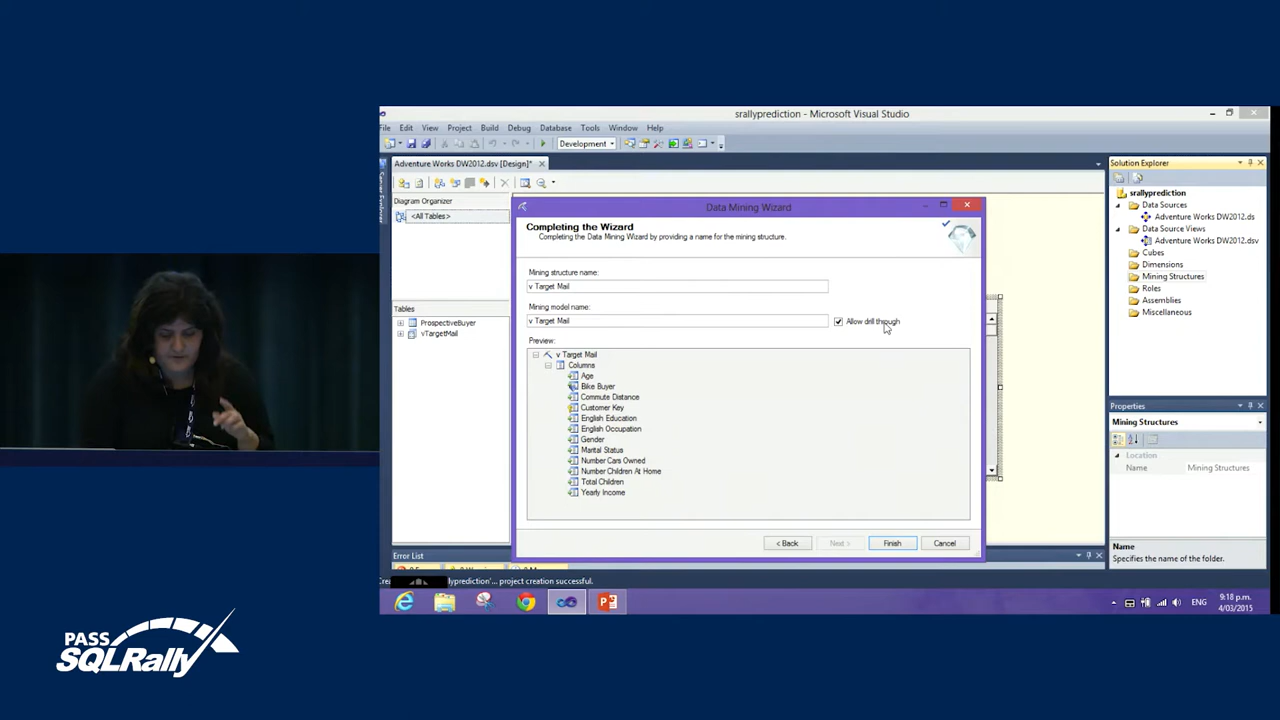 srallyprediction - Microsoft Visual Studio
File Edit View Project Build Debug Database Tools Window Help
Development
Adventure Works DW2012.dsv [Design]*
Diagram Organizer
<All Tables>
Tables
ProspectiveBuyer
vTargetMail
Server Explorer
Data Mining Wizard
Completing the Wizard
Completing the Data Mining Wizard by providing a name for the mining structure.
Mining structure name:
v Target Mail
Mining model name:
v Target Mail
Allow drill through
Preview:
v Target Mail
Columns
Age
Bike Buyer
Commute Distance
Customer Key
English Education
English Occupation
Gender
Marital Status
Number Cars Owned
Number Children At Home
Total Children
Yearly Income
< Back
Next >
Finish
Cancel
Solution Explorer
srallyprediction
Data Sources
Adventure Works DW2012.ds
Data Source Views
Adventure Works DW2012.dsv
Cubes
Dimensions
Mining Structures
Roles
Assemblies
Miscellaneous
Properties
Mining Structures
Location
Name Mining Structures
Name
Specifies the name of the folder.
Error List
lyprediction'... project creation successful.
ENG
9:18 p.m.
4/03/2015
PASS
SQLRally